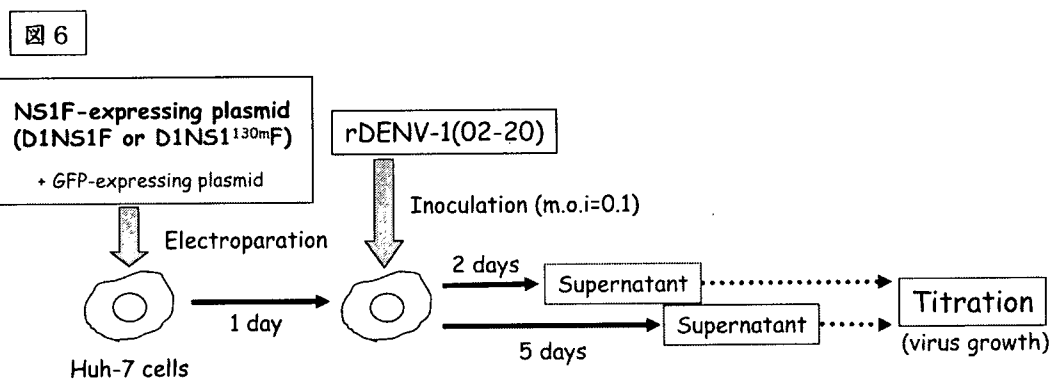 図6
NS1F-expressing plasmid
(D1NS1F or D1NS1¹³⁰ᵐF)
+ GFP-expressing plasmid
rDENV-1(02-20)
Inoculation (m.o.i=0.1)
Electroparation
2 days
Supernatant
Titration
1 day
Supernatant
(virus growth)
5 days
Huh-7 cells